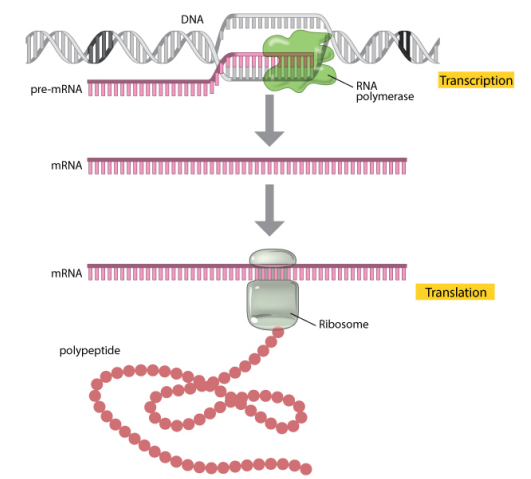 DNA
Transcription
pre-mRNA
RNA
polymerase
mRNA
mRNA
Translation
Ribosome
polypeptide